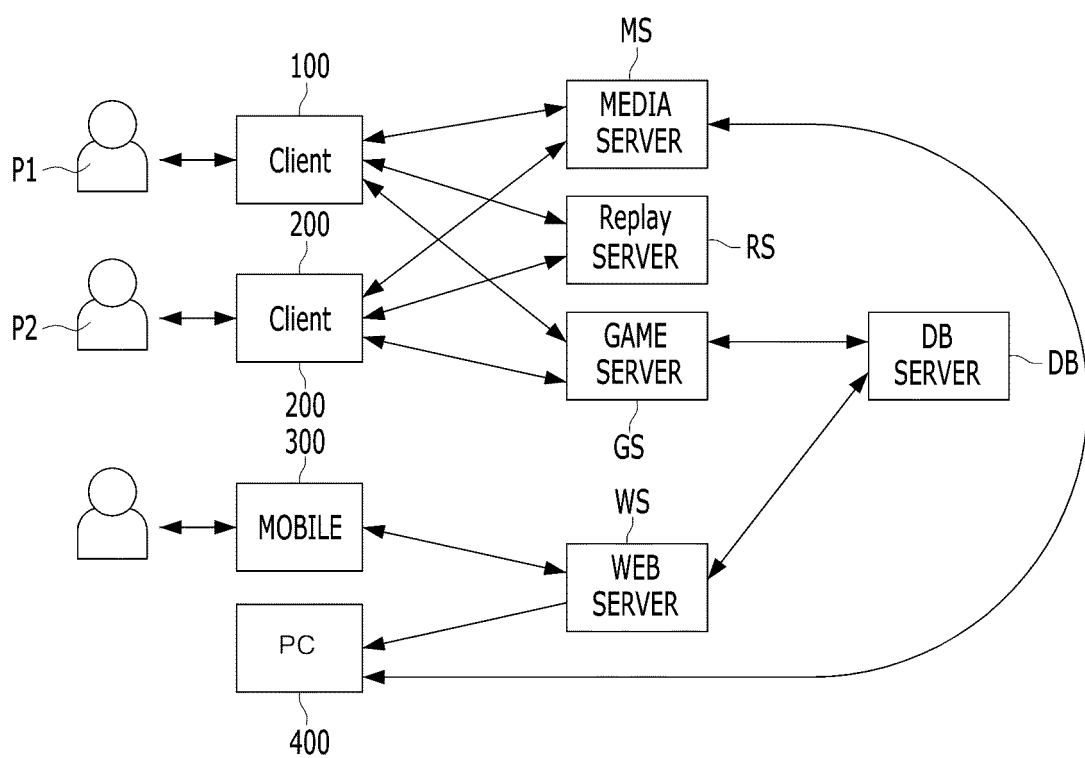 MS
100
MEDIA
SERVER
P1
Client
200
Replay
SERVER
RS
P2
Client
GAME
SERVER
DB
SERVER
DB
200
GS
300
WS
MOBILE
WEB
SERVER
PC
400